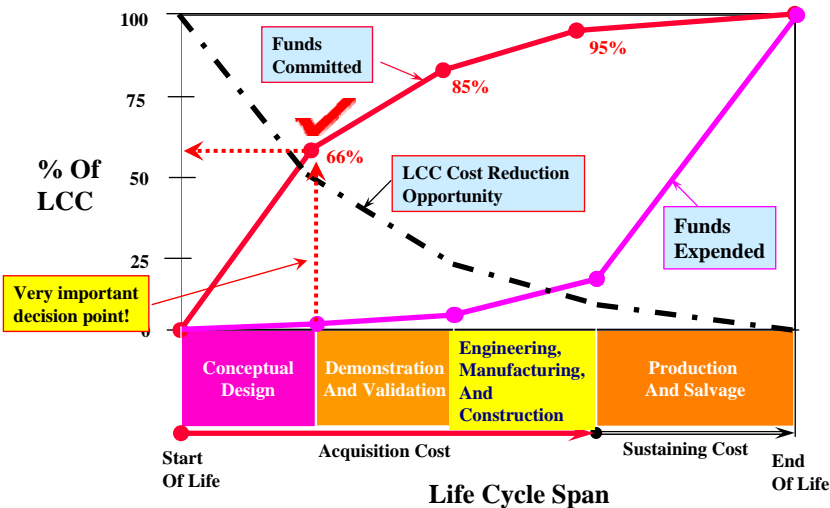 100
75
50
25
0
% Of
LCC
Funds
Committed
66%
85%
95%
LCC Cost Reduction
Opportunity
Funds
Expended
Very important
decision point!
Conceptual
Design
Demonstration
And Validation
Engineering,
Manufacturing,
And
Construction
Production
And Salvage
Start
Of Life
Acquisition Cost
Sustaining Cost
End
Of Life
Life Cycle Span